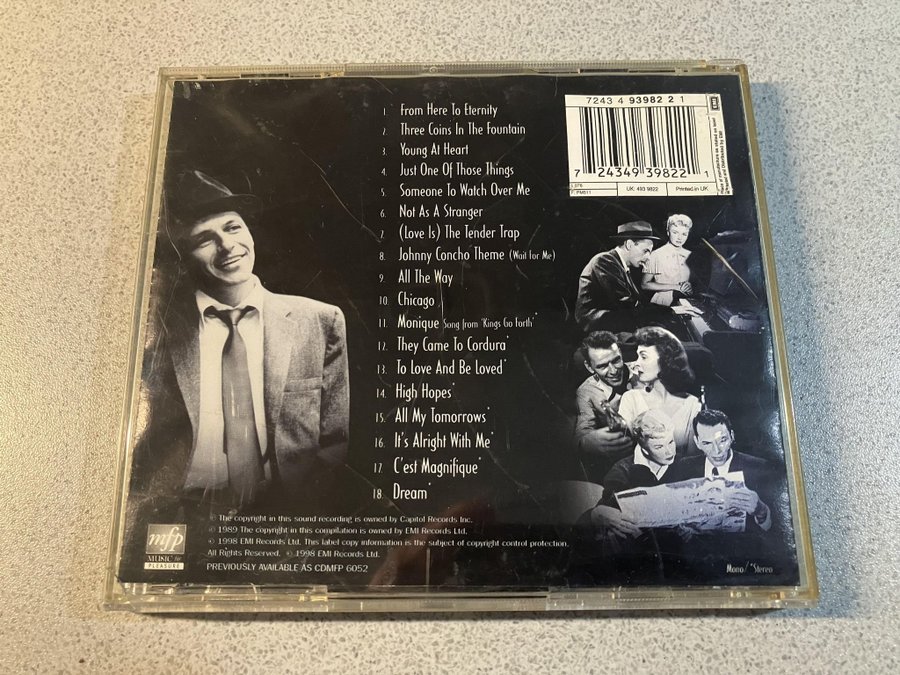 1. From Here To Eternity
2. Three Coins In The Fountain
3. Young At Heart
4. Just One Of Those Things
5. Someone To Watch Over Me
6. Not As A Stranger
7. (Love Is) The Tender Trap
8. Johnny Concho Theme (Wait For Me)
9. All The Way
10. Chicago
11. Monique Song from "Kings Go Forth"*
12. They Came To Cordura*
13. To Love And Be Loved*
14. High Hopes*
15. All My Tomorrows*
16. It's Alright With Me*
17. C'est Magnifique*
18. Dream*
7243 4 93982 2 1
7 24349 39822 1
EMI
UK: 493 9822
Printed in UK
mfp
MUSIC for
PLEASURE
℗ The copyright in this sound recording is owned by Capitol Records Inc.
℗ 1989 The copyright in this compilation is owned by EMI Records Ltd.
℗ 1998 EMI Records Ltd. This label copy information is the subject of copyright control protection.
All Rights Reserved. © 1998 EMI Records Ltd.
PREVIOUSLY AVAILABLE AS CDMFP 6052
Mono/*Stereo